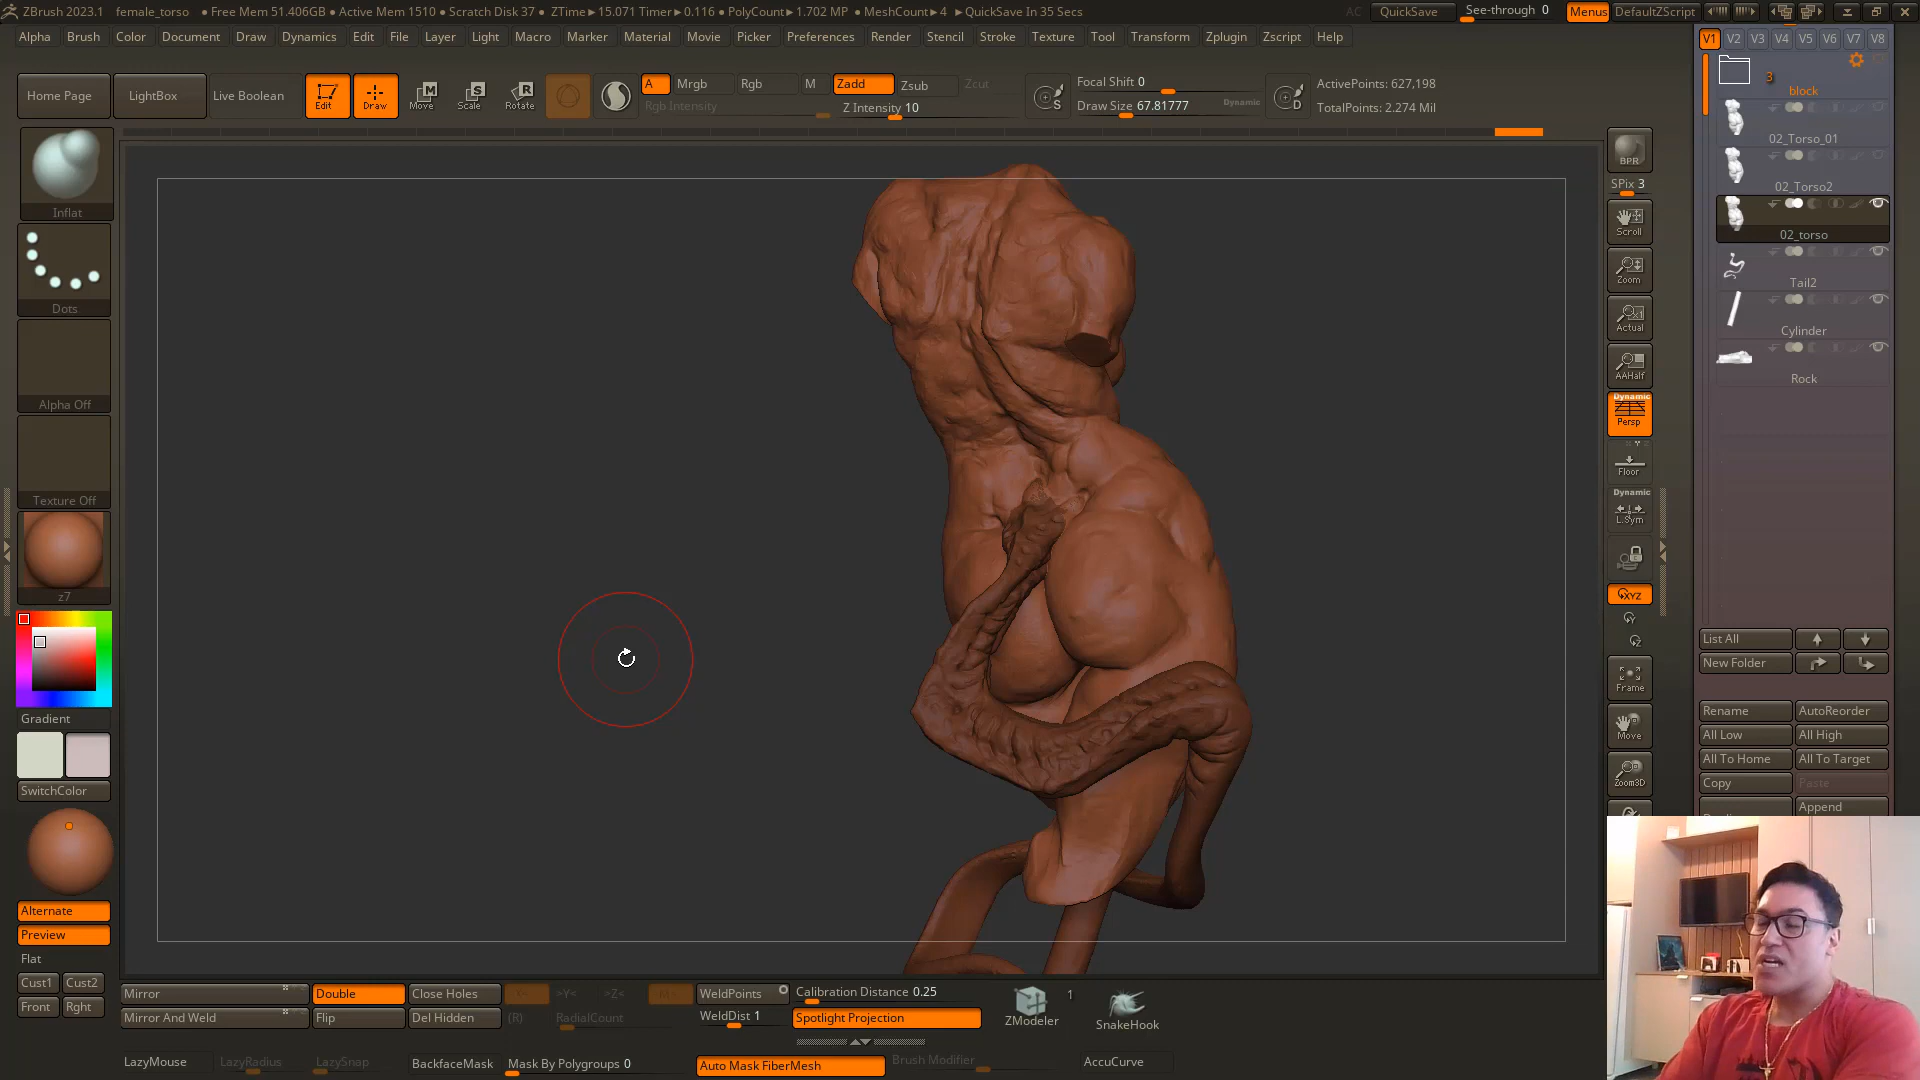 ZBrush 2023.1 female_torso • Free Mem 51.406GB • Active Mem 1510 • Scratch Disk 37 • ZTime►15.071 Timer►0.116 • PolyCount►1.702 MP • MeshCount►4 ►QuickSave In 35 Secs
AC QuickSave See-through 0 Menus DefaultZScript
Alpha Brush Color Document Draw Dynamics Edit File Layer Light Macro Marker Material Movie Picker Preferences Render Stencil Stroke Texture Tool Transform Zplugin Zscript Help
V1 V2 V3 V4 V5 V6 V7 V8
Home Page LightBox Live Boolean Edit Draw Move Scale Rotate
A Mrgb Rgb M Zadd Zsub Zcut
Rgb Intensity Z Intensity 10
Focal Shift 0
Draw Size 67.81777 Dynamic
ActivePoints: 627,198
TotalPoints: 2.274 Mil
3
block
02_Torso_01
02_Torso2
02_torso
Tail2
Cylinder
Rock
Inflat
Dots
Alpha Off
Texture Off
z7
Gradient
SwitchColor
Alternate
Preview
Flat
Cust1 Cust2
Front Rght
BPR
SPix 3
Scroll
Zoom
Actual
AAHalf
Dynamic
Persp
Floor
Dynamic
L.Sym
XYZ
Frame
Move
Zoom3D
List All
New Folder
Rename AutoReorder
All Low All High
All To Home All To Target
Copy Paste
Append
Mirror Double Close Holes >Y< >Z< WeldPoints Calibration Distance 0.25
Mirror And Weld Flip Del Hidden (R) RadialCount WeldDist 1 Spotlight Projection
ZModeler 1 SnakeHook
LazyMouse LazyRadius LazySnap BackfaceMask Mask By Polygroups 0 Auto Mask FiberMesh Brush Modifier AccuCurve